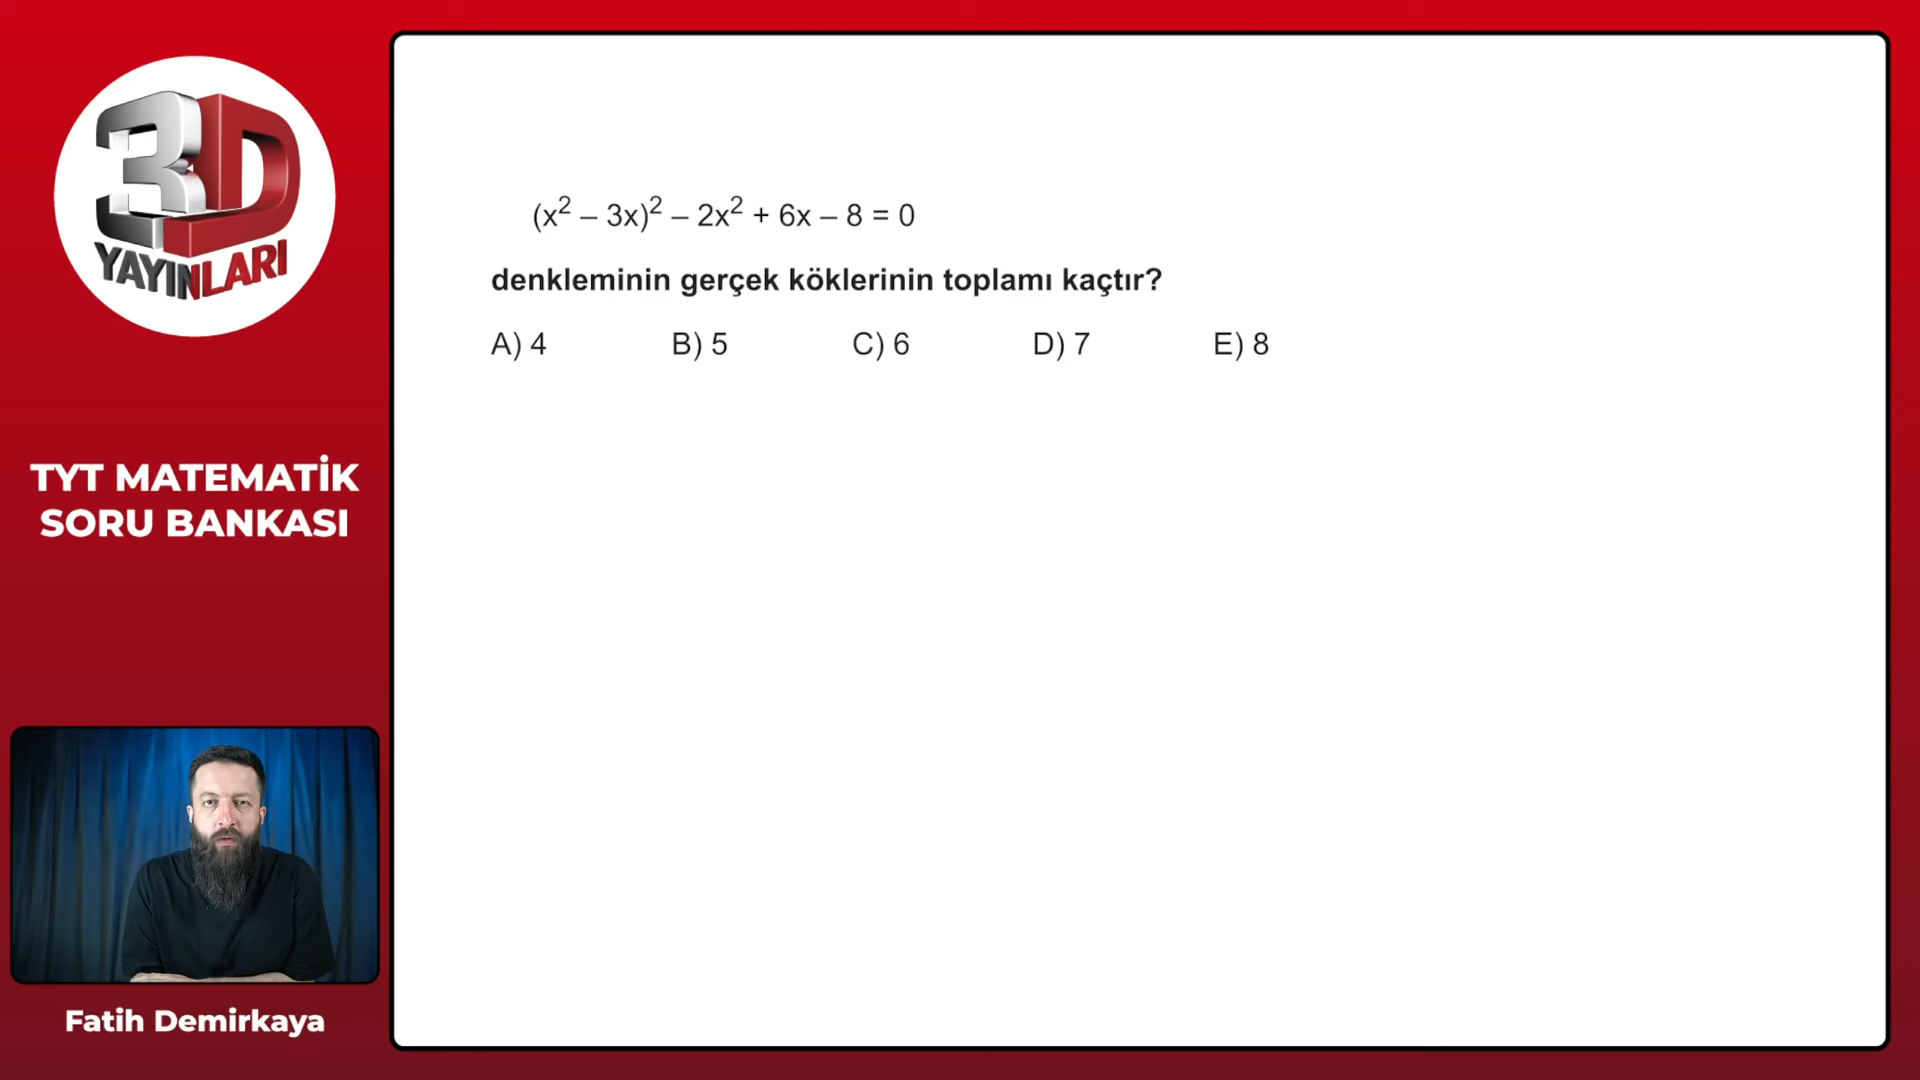 3D
YAYINLARI
TYT MATEMATİK
SORU BANKASI
Fatih Demirkaya
(x² – 3x)² – 2x² + 6x – 8 = 0
denkleminin gerçek köklerinin toplamı kaçtır?
A) 4 B) 5 C) 6 D) 7 E) 8